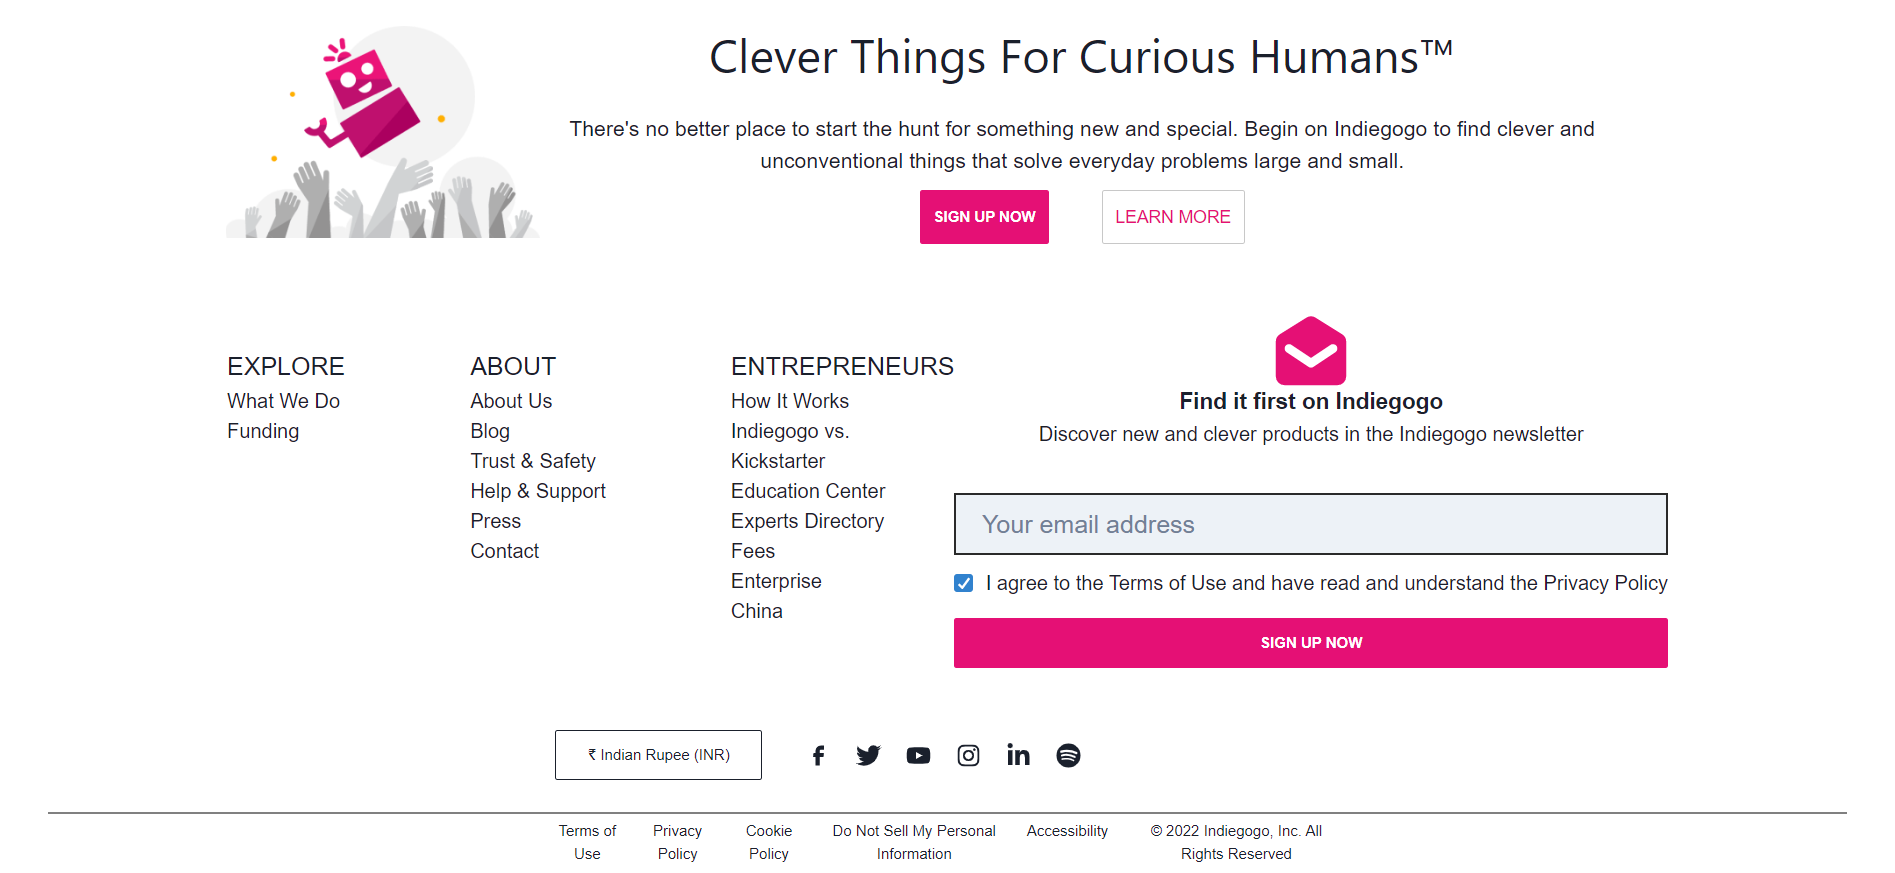 Clever Things For Curious Humans™
There's no better place to start the hunt for something new and special. Begin on Indiegogo to find clever and
unconventional things that solve everyday problems large and small.
SIGN UP NOW
LEARN MORE
EXPLORE
What We Do
Funding
ABOUT
About Us
Blog
Trust & Safety
Help & Support
Press
Contact
ENTREPRENEURS
How It Works
Indiegogo vs.
Kickstarter
Education Center
Experts Directory
Fees
Enterprise
China
Find it first on Indiegogo
Discover new and clever products in the Indiegogo newsletter
Your email address
I agree to the Terms of Use and have read and understand the Privacy Policy
SIGN UP NOW
₹ Indian Rupee (INR)
Terms of
Use
Privacy
Policy
Cookie
Policy
Do Not Sell My Personal
Information
Accessibility
© 2022 Indiegogo, Inc. All
Rights Reserved